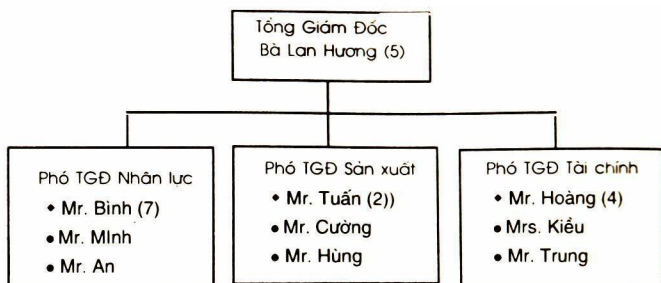 Tổng Giám Đốc
Bà Lan Hương (5)
Phó TGĐ Nhân lực
◆ Mr. Bình (7)
● Mr. MInh
● Mr. An
Phó TGĐ Sản xuất
◆ Mr. Tuấn (2))
● Mr. Cường
● Mr. Hùng
Phó TGĐ Tài chính
◆ Mr. Hoàng (4)
● Mrs. Kiều
● Mr. Trung